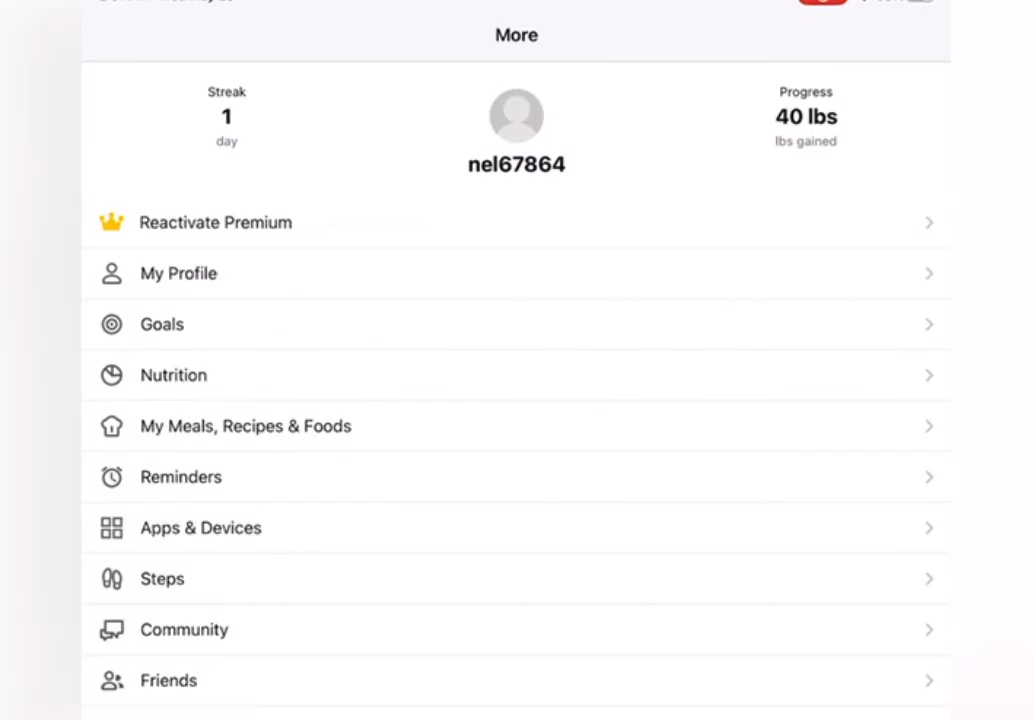 More
Streak
1
day
nel67864
Progress
40 lbs
lbs gained
Reactivate Premium
My Profile
Goals
Nutrition
My Meals, Recipes & Foods
Reminders
Apps & Devices
Steps
Community
Friends